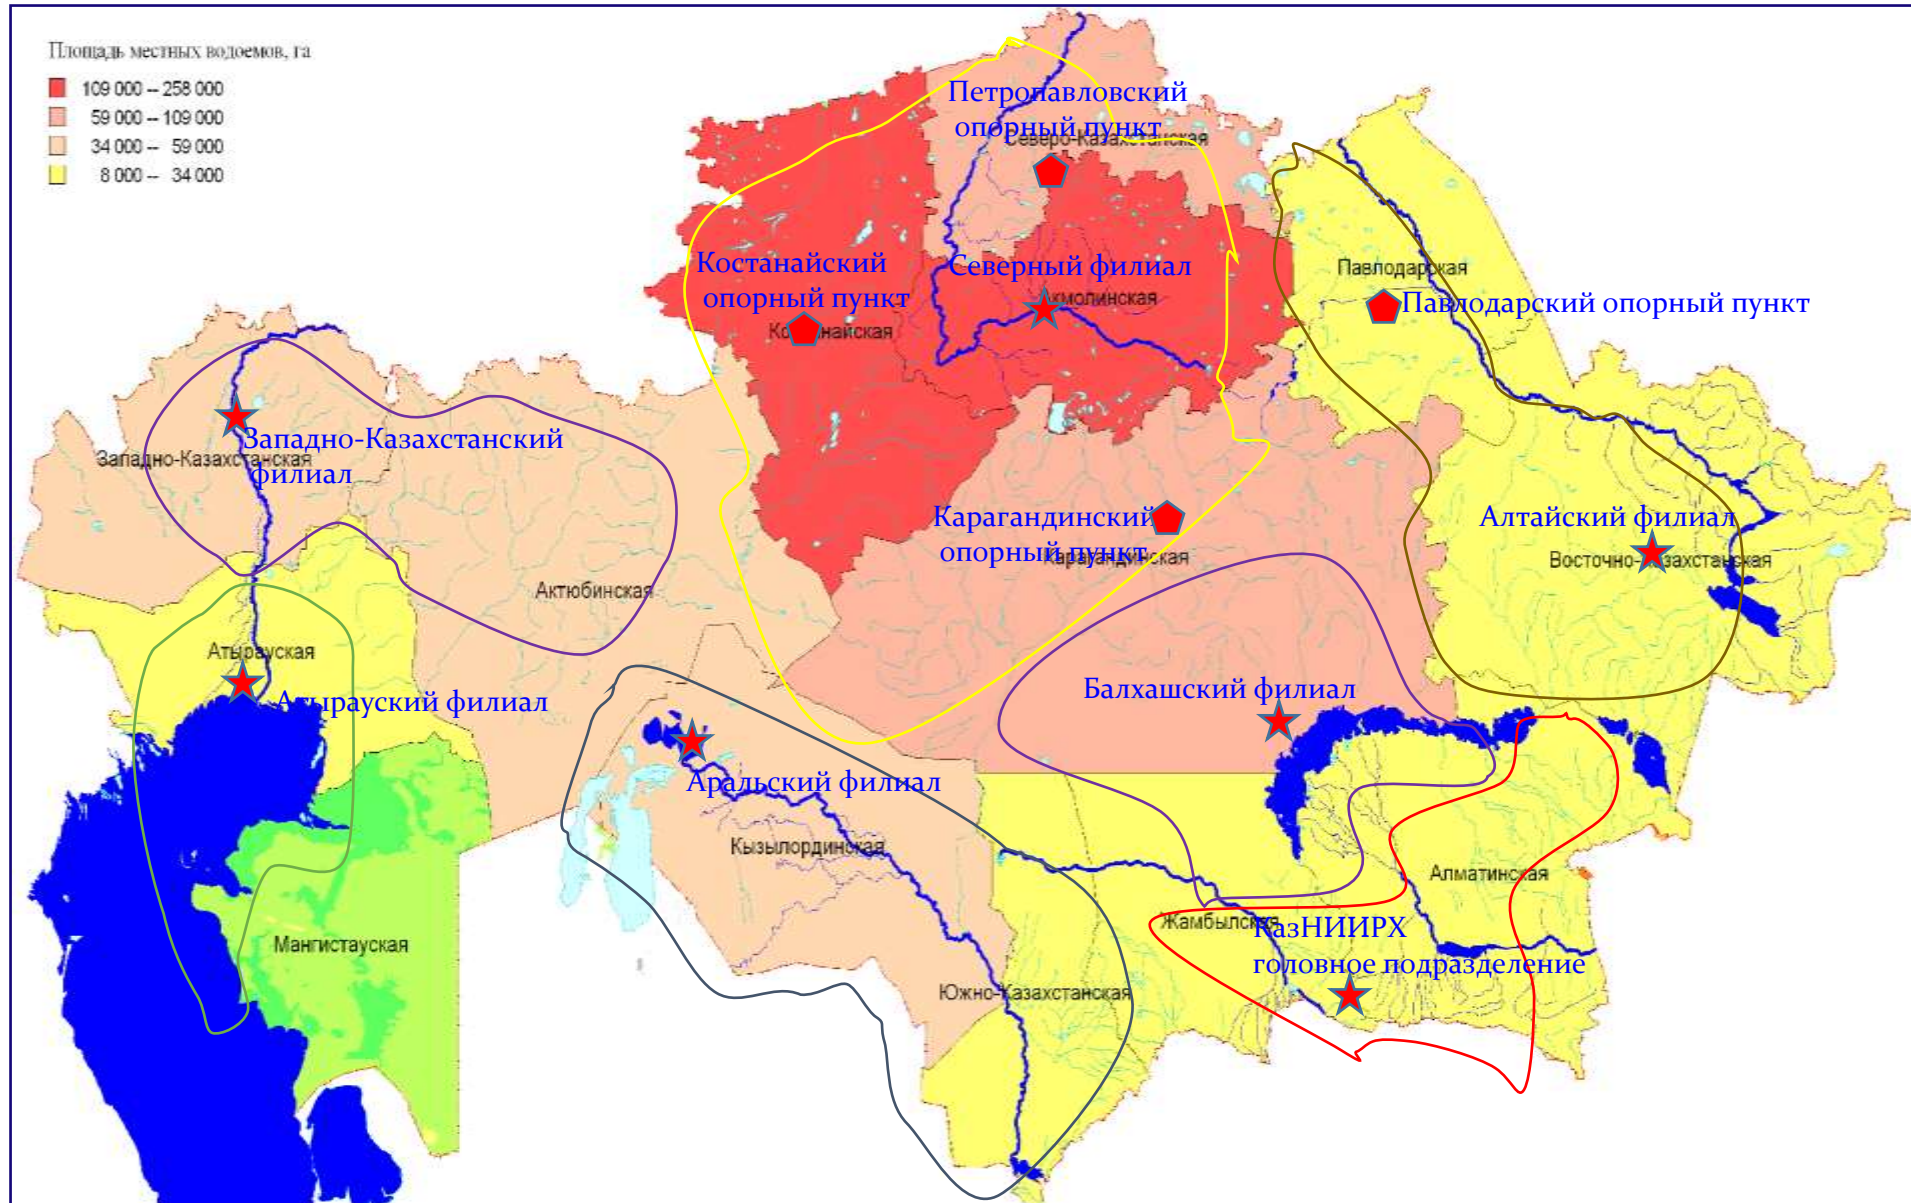 Площадь местных водоемов, га
109 000 – 258 000
59 000 – 109 000
34 000 – 59 000
8 000 – 34 000
Петропавловский
опорный пункт
Северо-Казахстанская
Костанайский
опорный пункт
Северный филиал
Павлодарская
Павлодарский опорный пункт
Западно-Казахстанский
филиал
Западно-Казахстанская
Карагандинский
опорный пункт
Карагандинская
Алтайский филиал
Актюбинская
Атырауская
Атырауский филиал
Балхашский филиал
Аральский филиал
Кызылординская
Алматинская
Жамбылская
КазНИИРХ
головное подразделение
Мангистауская
Южно-Казахстанская